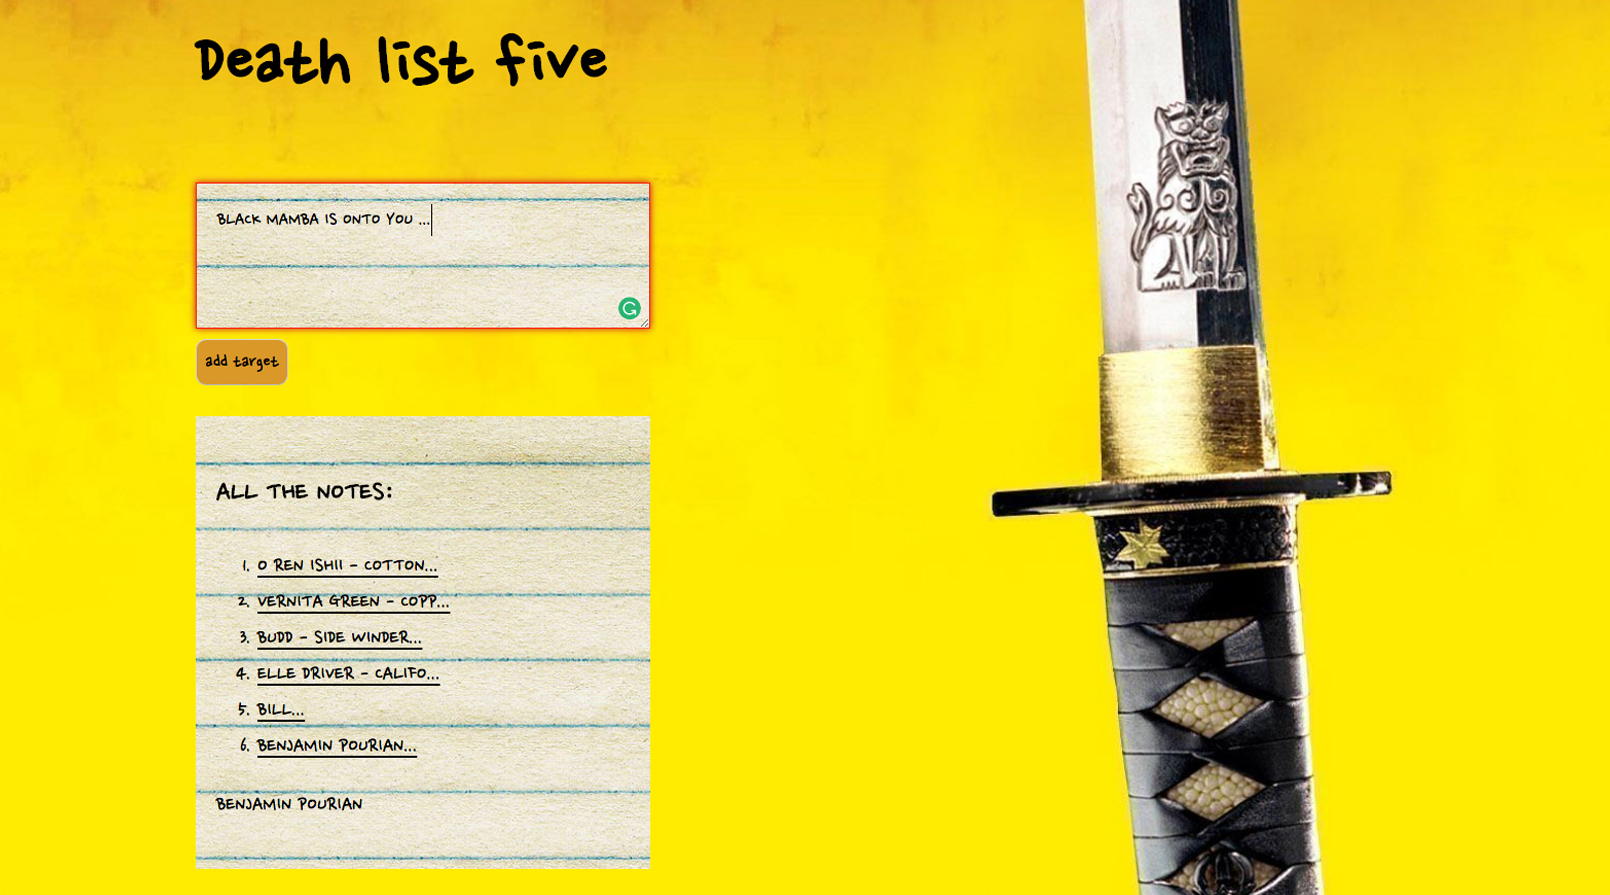 Death list five
BLACK MAMBA IS ONTO YOU ...
add target
ALL THE NOTES:
1. O REN ISHII - COTTON...
2. VERNITA GREEN - COPP...
3. BUDD - SIDE WINDER...
4. ELLE DRIVER - CALIFO...
5. BILL...
6. BENJAMIN POURIAN...
BENJAMIN POURIAN